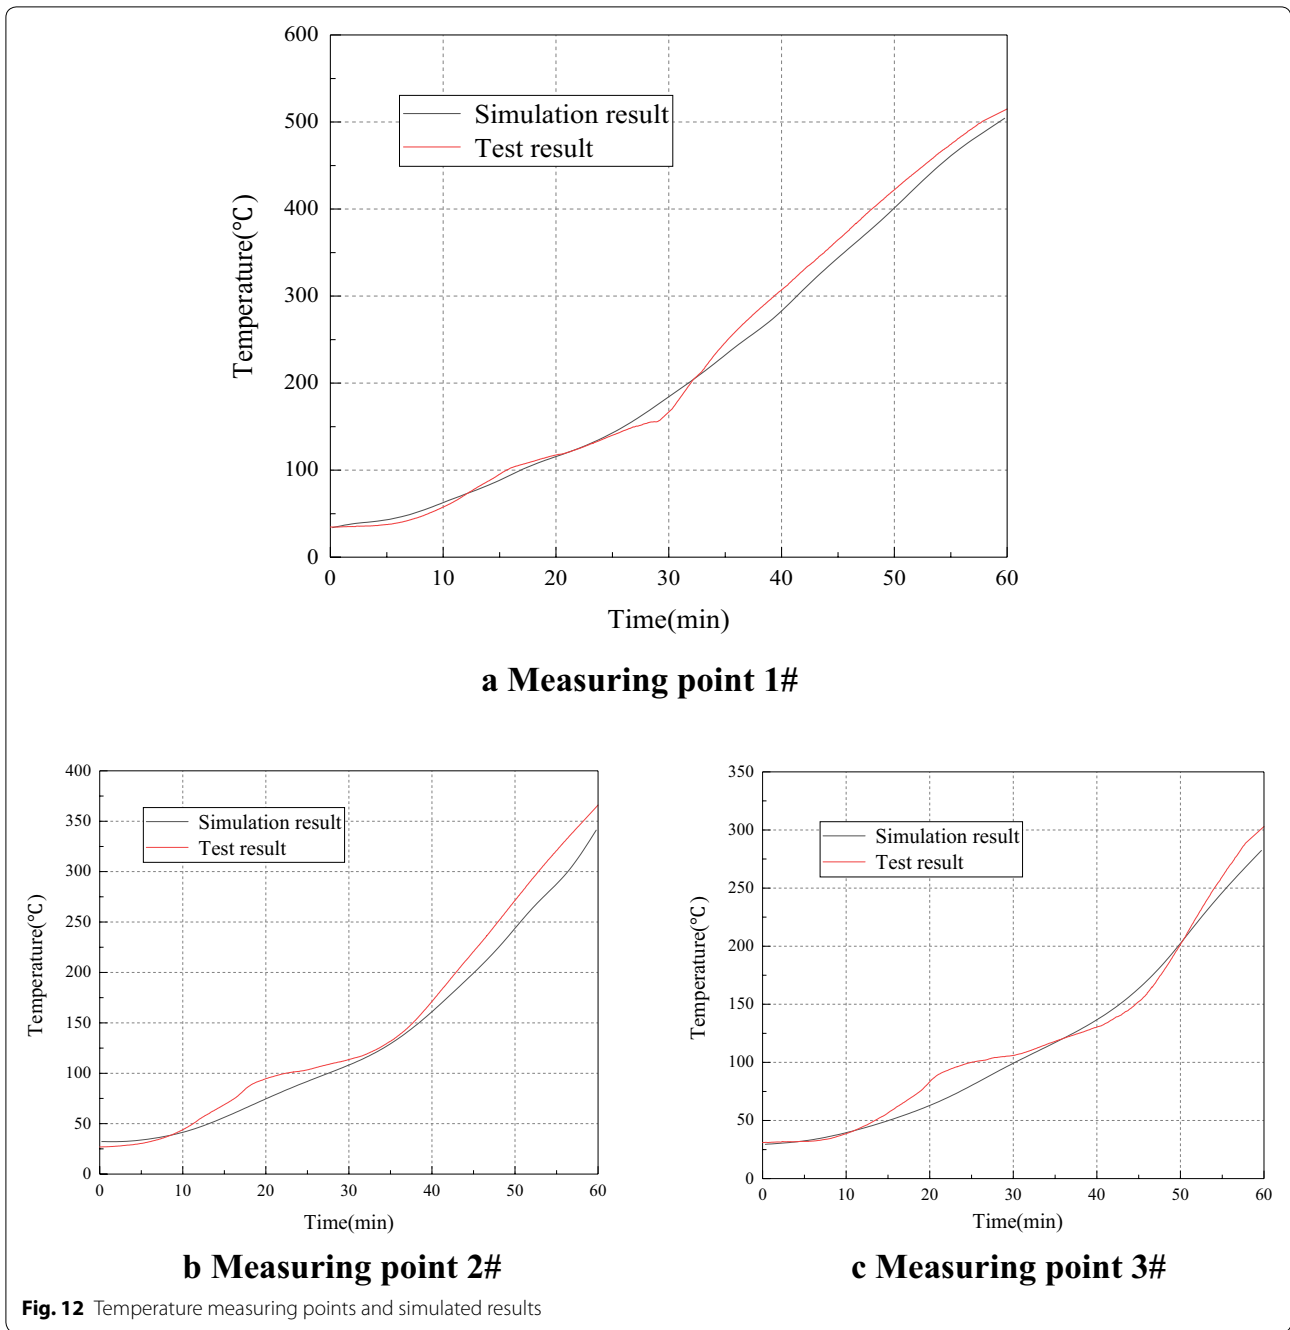 600
500
400
300
200
100
0
Temperature(℃)
Simulation result
Test result
0 10 20 30 40 50 60
Time(min)
a Measuring point 1#
400
350
300
250
200
150
100
50
0
Temperature(℃)
Simulation result
Test result
0 10 20 30 40 50 60
Time(min)
b Measuring point 2#
350
300
250
200
150
100
50
0
Temperature(℃)
Simulation result
Test result
0 10 20 30 40 50 60
Time(min)
c Measuring point 3#
Fig. 12 Temperature measuring points and simulated results